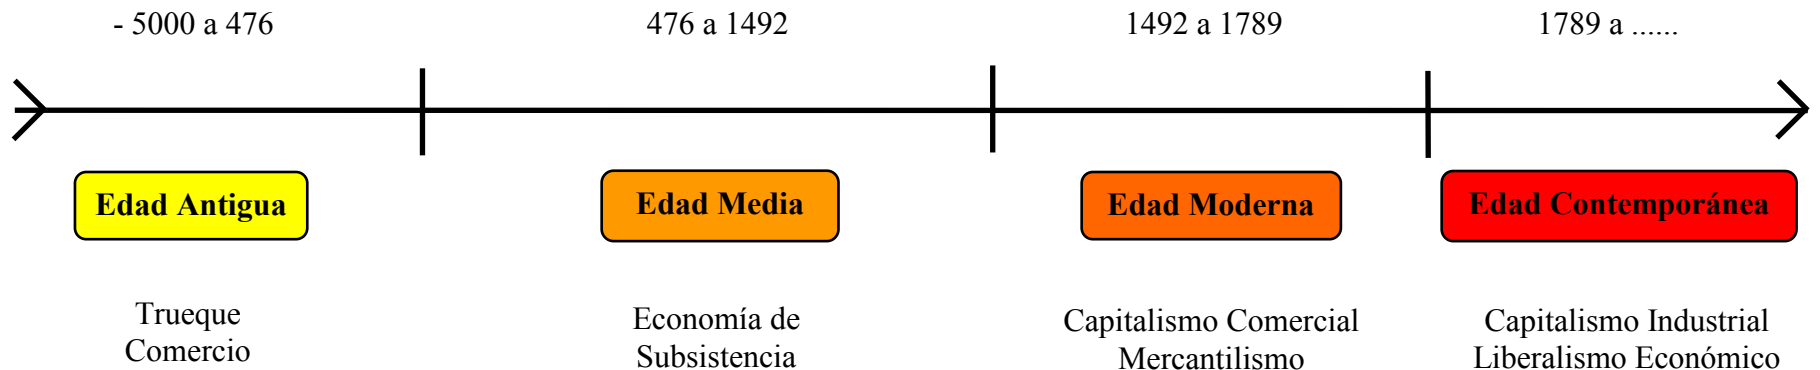 - 5000 a 476
476 a 1492
1492 a 1789
1789 a ......
Edad Antigua
Edad Media
Edad Moderna
Edad Contemporánea
Trueque
Comercio
Economía de
Subsistencia
Capitalismo Comercial
Mercantilismo
Capitalismo Industrial
Liberalismo Económico